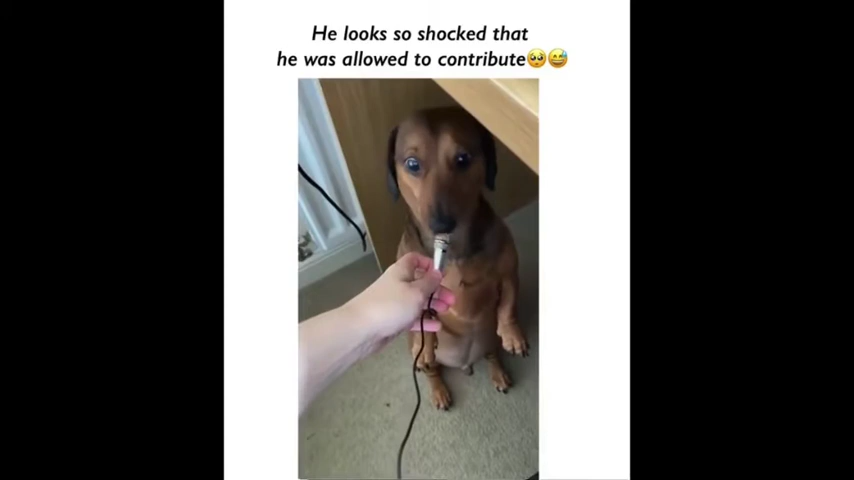 He looks so shocked that
he was allowed to contribute🥺😅